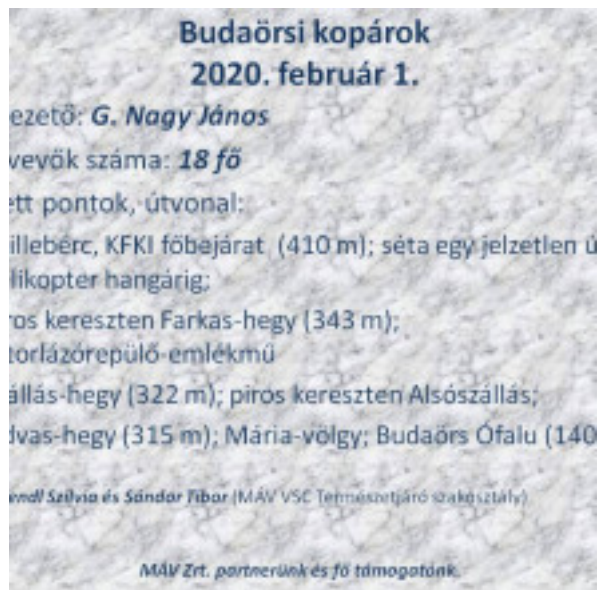 Budaörsi kopárok
2020. február 1.
ezető: G. Nagy János
vevők száma: 18 fő
ett pontok, útvonal:
illebérc, KFKI főbejárat (410 m); séta egy jelzetlen ú
likopter hangárig;
ros kereszten Farkas-hegy (343 m);
torlázórepülő-emlékmű
állás-hegy (322 m); piros kereszten Alsószállás;
dvas-hegy (315 m); Mária-völgy; Budaörs Ófalu (140
endl Szilvia és Sándor Tibor (MÁV VSC Természetjáró szakosztály)
MÁV Zrt. partnerünk és fő támogatónk.